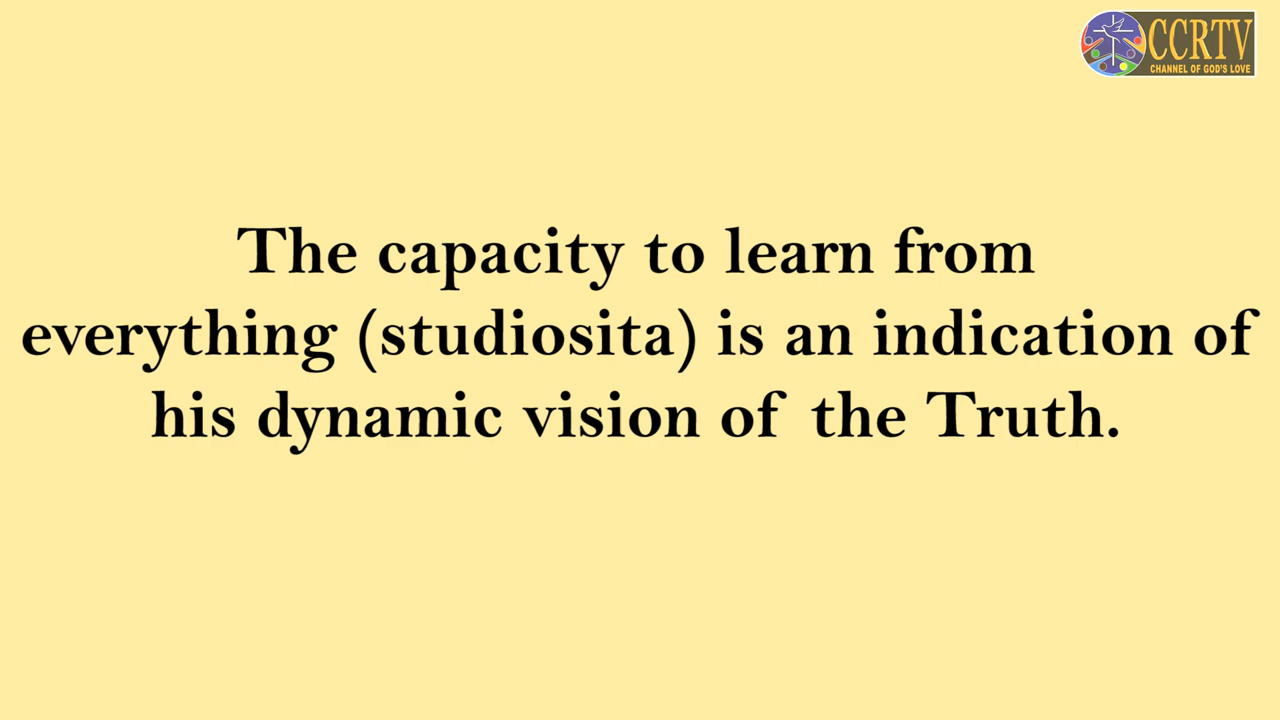 CCRTV
CHANNEL OF GOD'S LOVE
The capacity to learn from
everything (studiosita) is an indication of
his dynamic vision of the Truth.